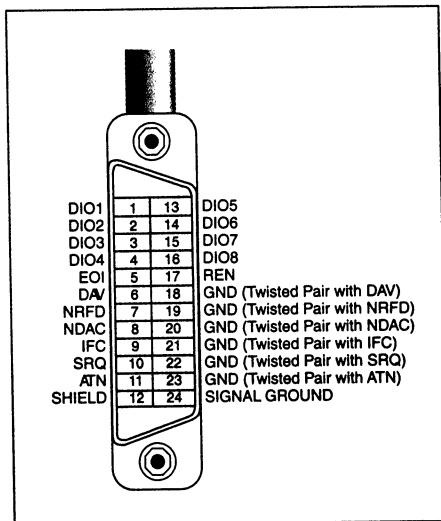 DIO1 1 13 DIO5
DIO2 2 14 DIO6
DIO3 3 15 DIO7
DIO4 4 16 DIO8
EOI 5 17 REN
DAV 6 18 GND (Twisted Pair with DAV)
NRFD 7 19 GND (Twisted Pair with NRFD)
NDAC 8 20 GND (Twisted Pair with NDAC)
IFC 9 21 GND (Twisted Pair with IFC)
SRQ 10 22 GND (Twisted Pair with SRQ)
ATN 11 23 GND (Twisted Pair with ATN)
SHIELD 12 24 SIGNAL GROUND